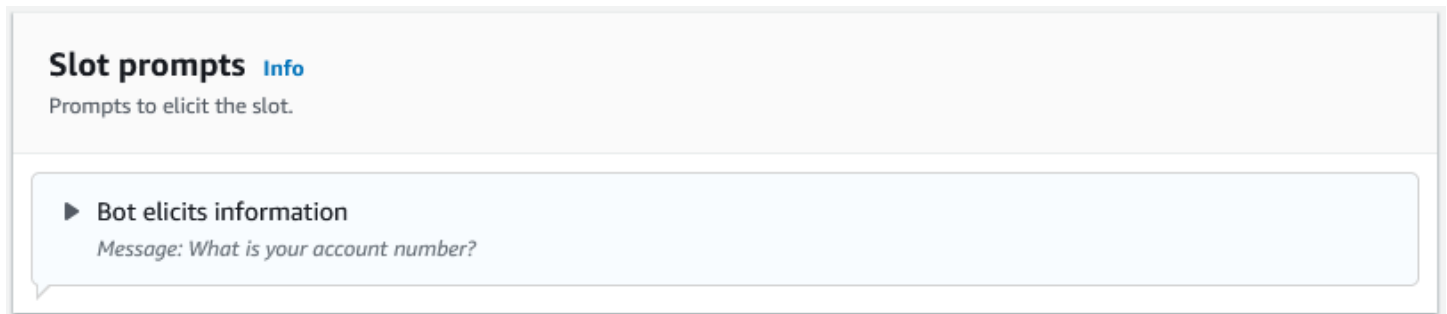 Slot prompts Info
Prompts to elicit the slot.
Bot elicits information
Message: What is your account number?